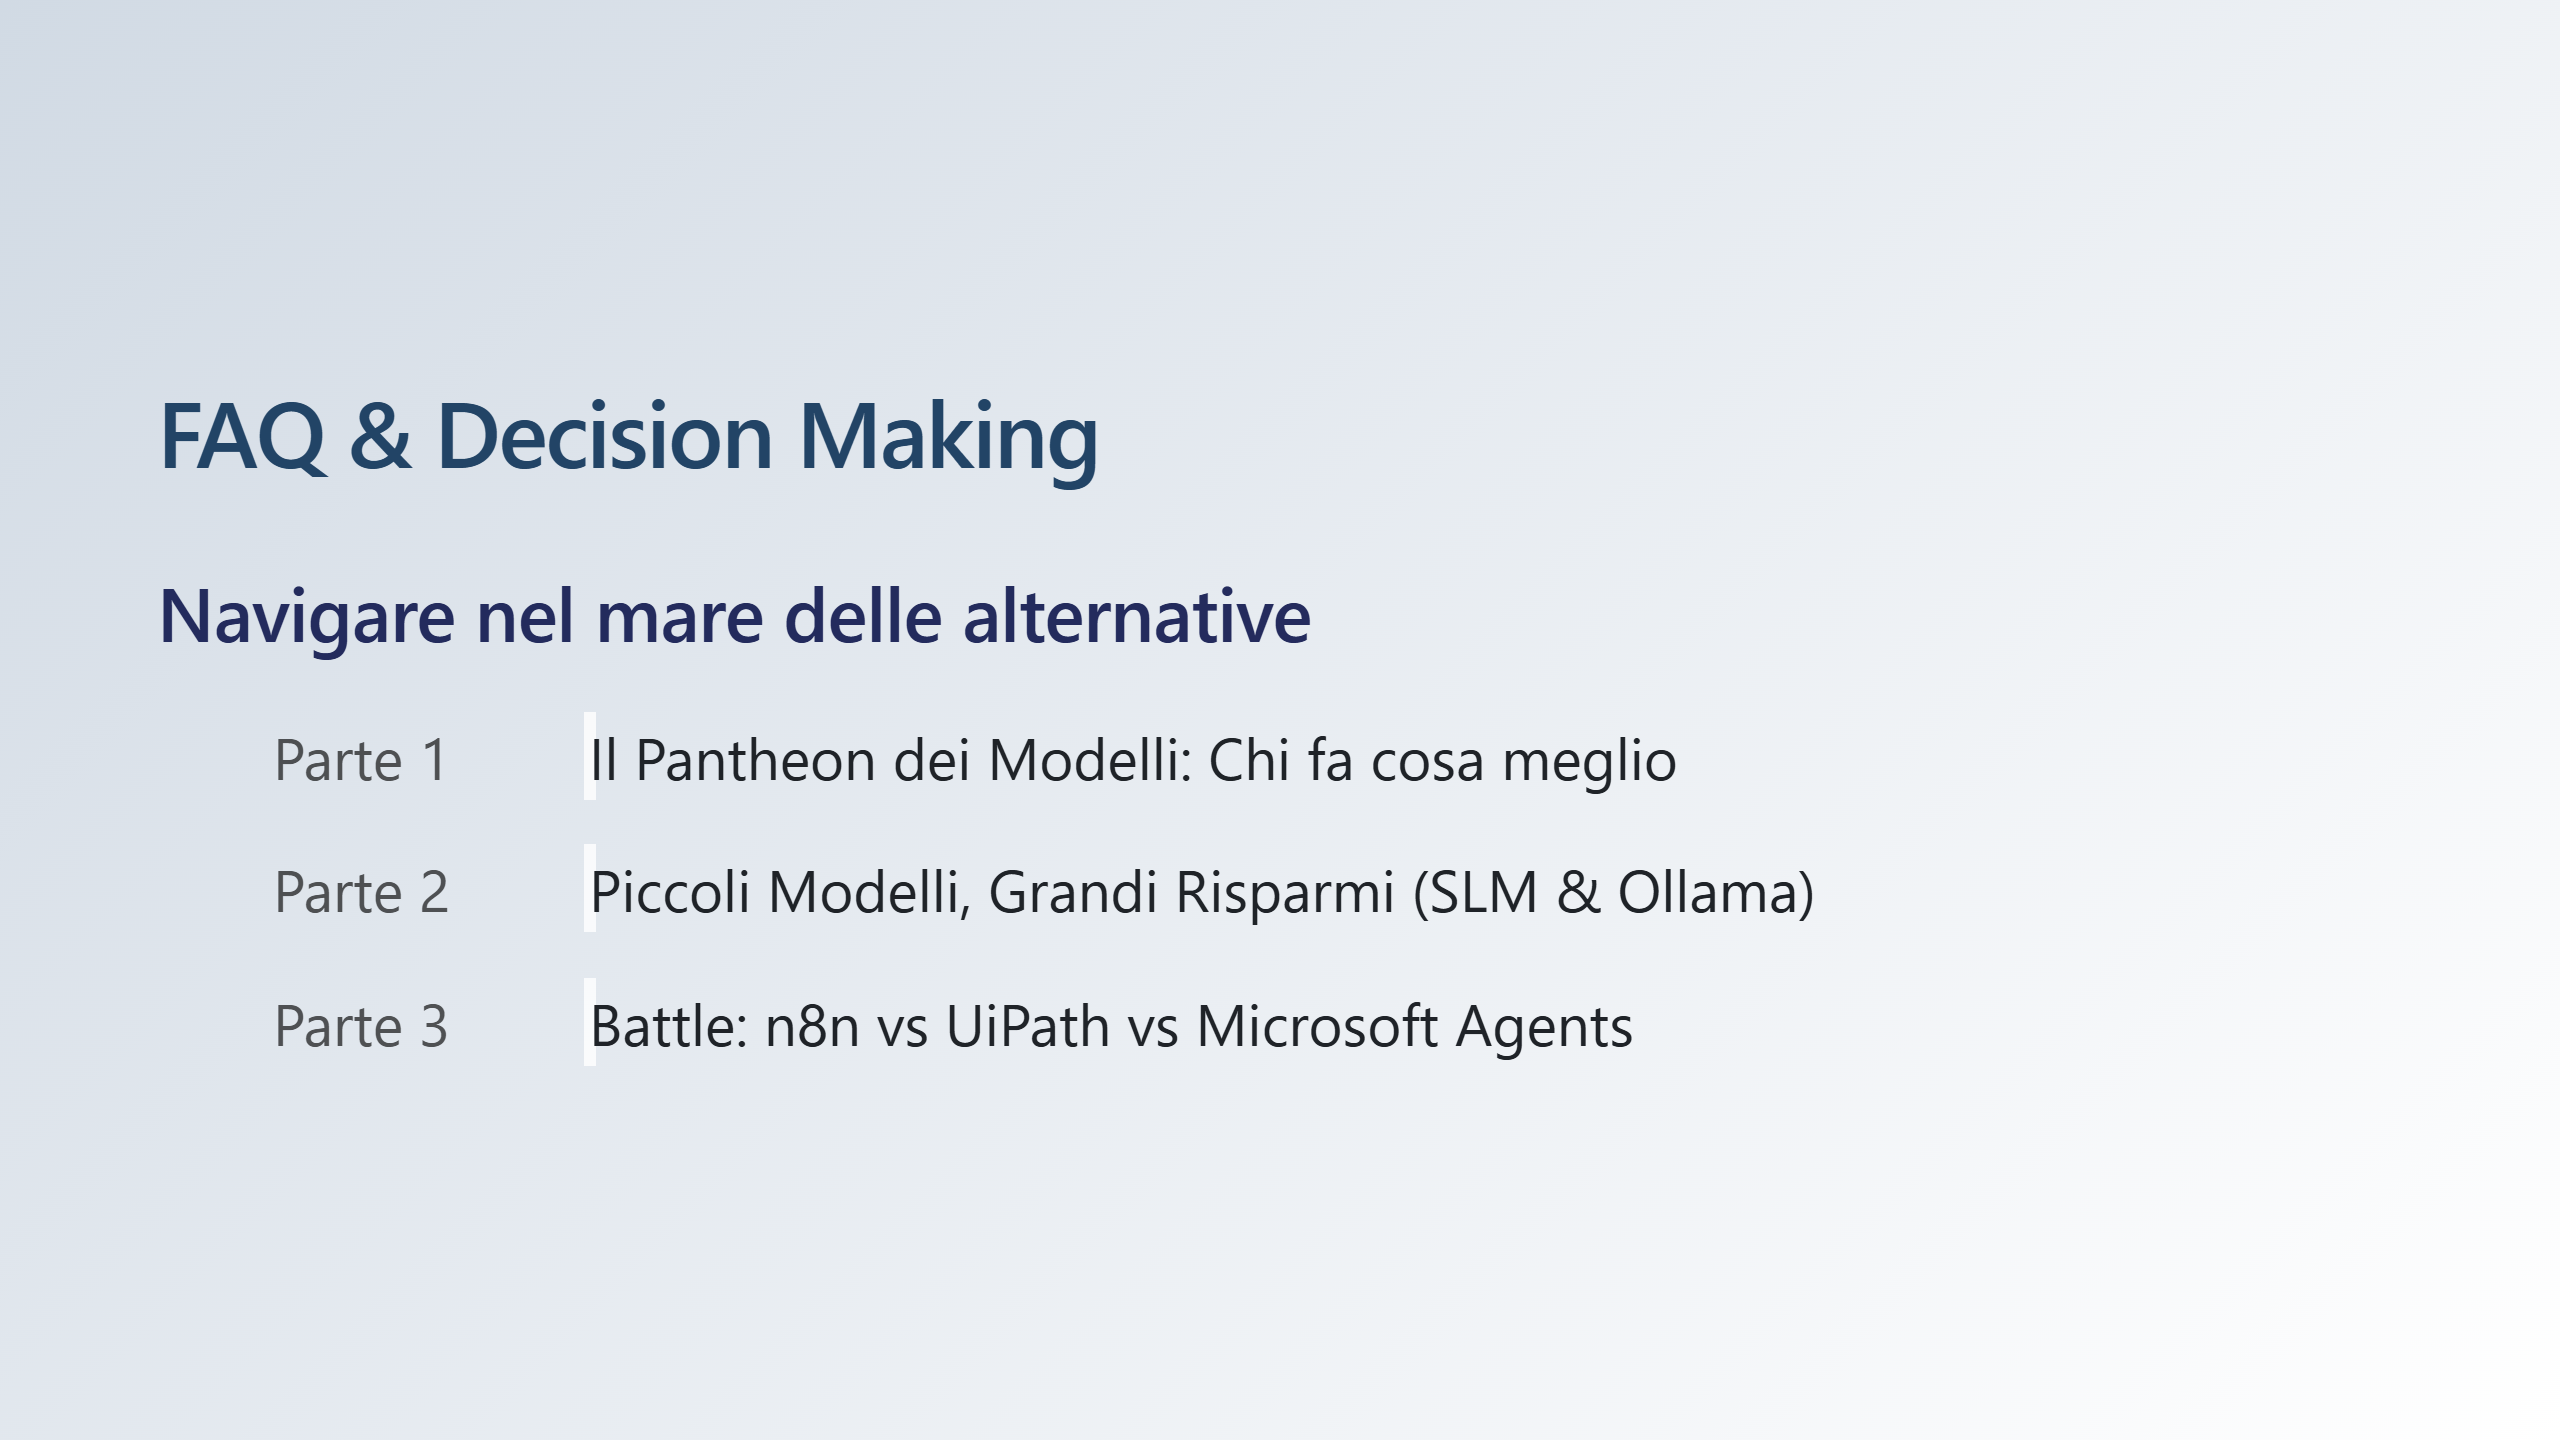 FAQ & Decision Making
Navigare nel mare delle alternative
Parte 1 Il Pantheon dei Modelli: Chi fa cosa meglio
Parte 2 Piccoli Modelli, Grandi Risparmi (SLM & Ollama)
Parte 3 Battle: n8n vs UiPath vs Microsoft Agents